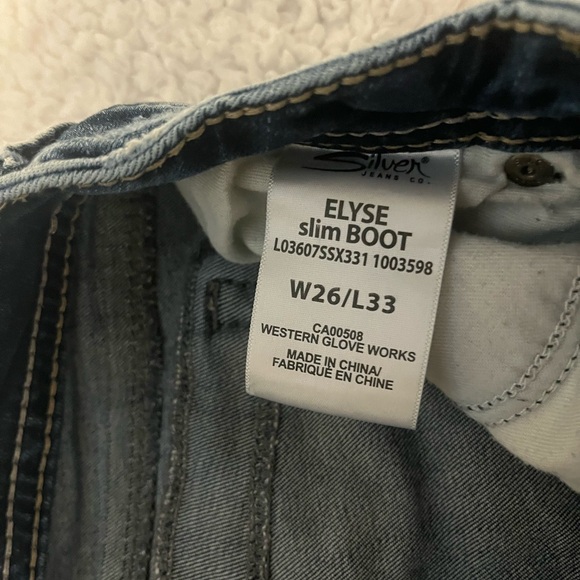 Silver®
JEANS CO.™
ELYSE
slim BOOT
L03607SSX331 1003598
W26/L33
CA00508
WESTERN GLOVE WORKS
MADE IN CHINA/
FABRIQUÉ EN CHINE